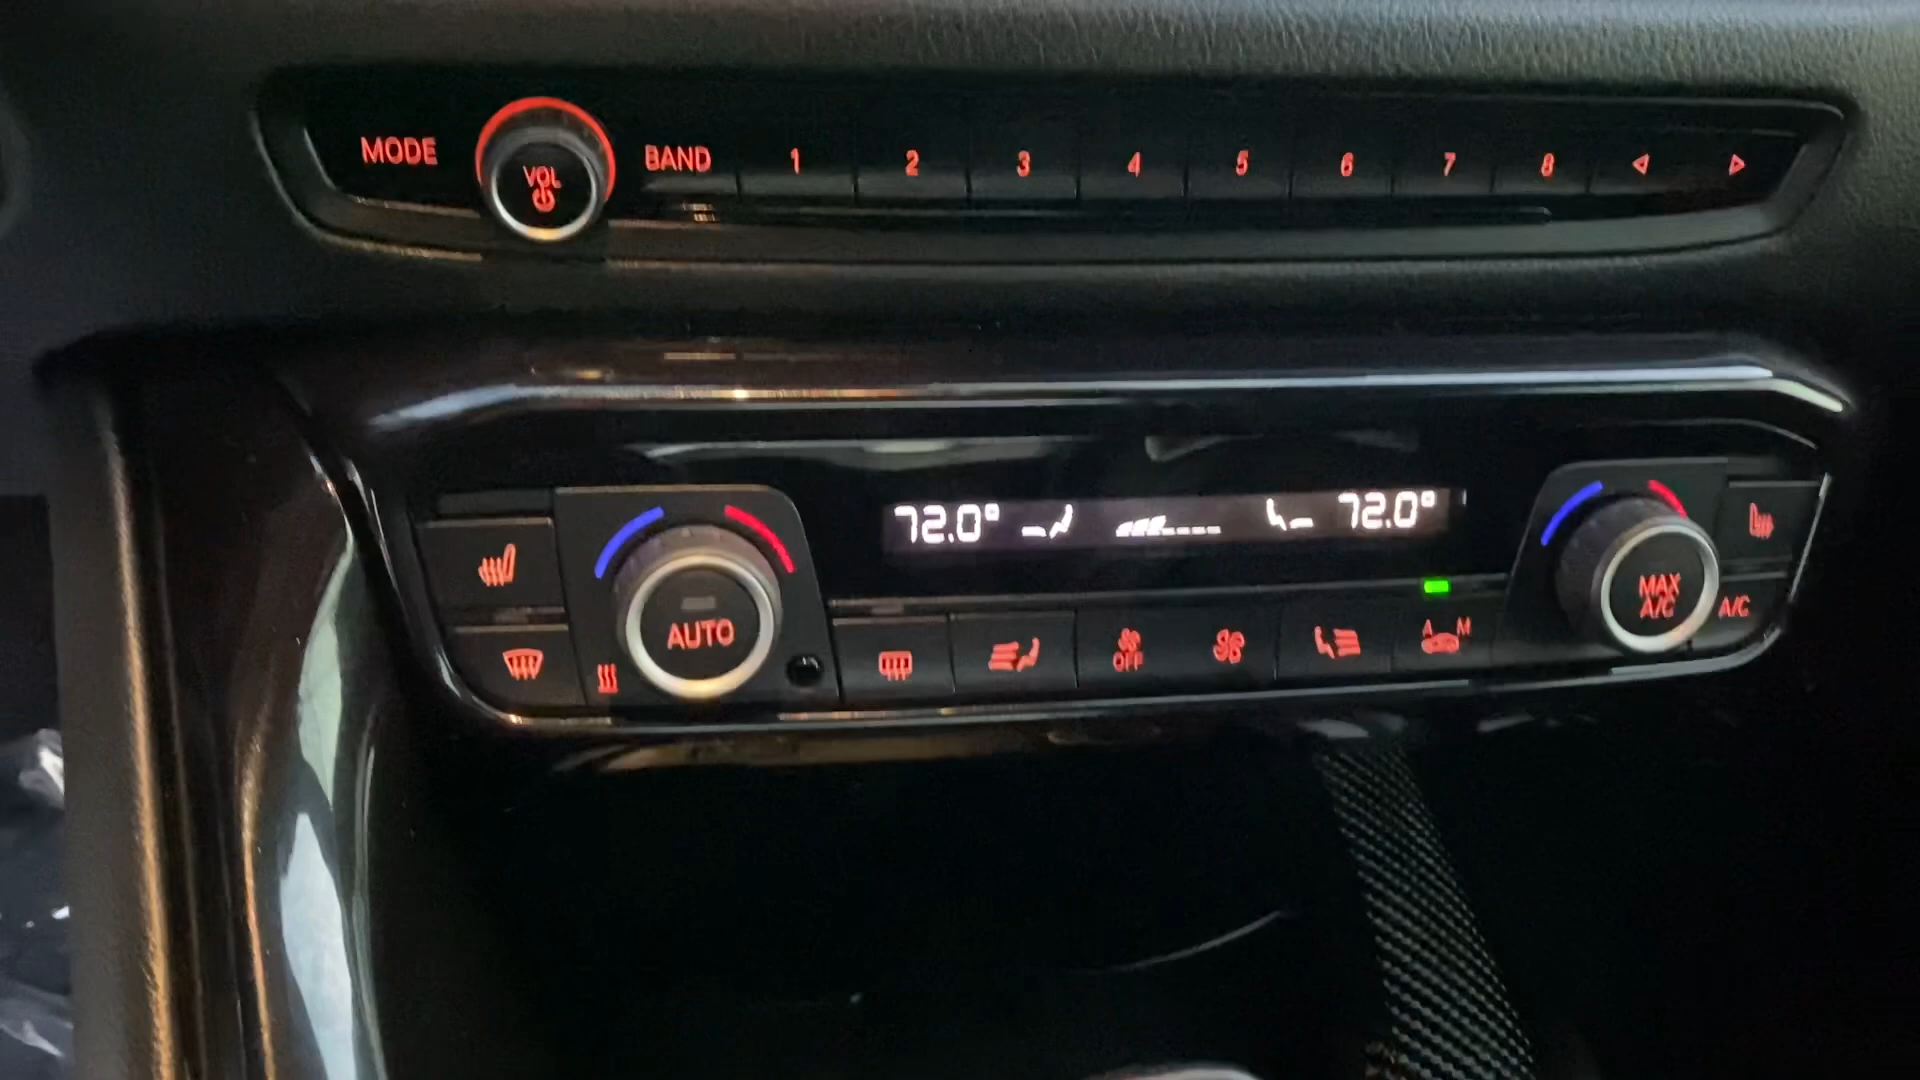 MODE
VOL
BAND 1 2 3 4 5 6 7 8
72.0° 72.0°
AUTO
OFF
A M
MAX
A/C
A/C